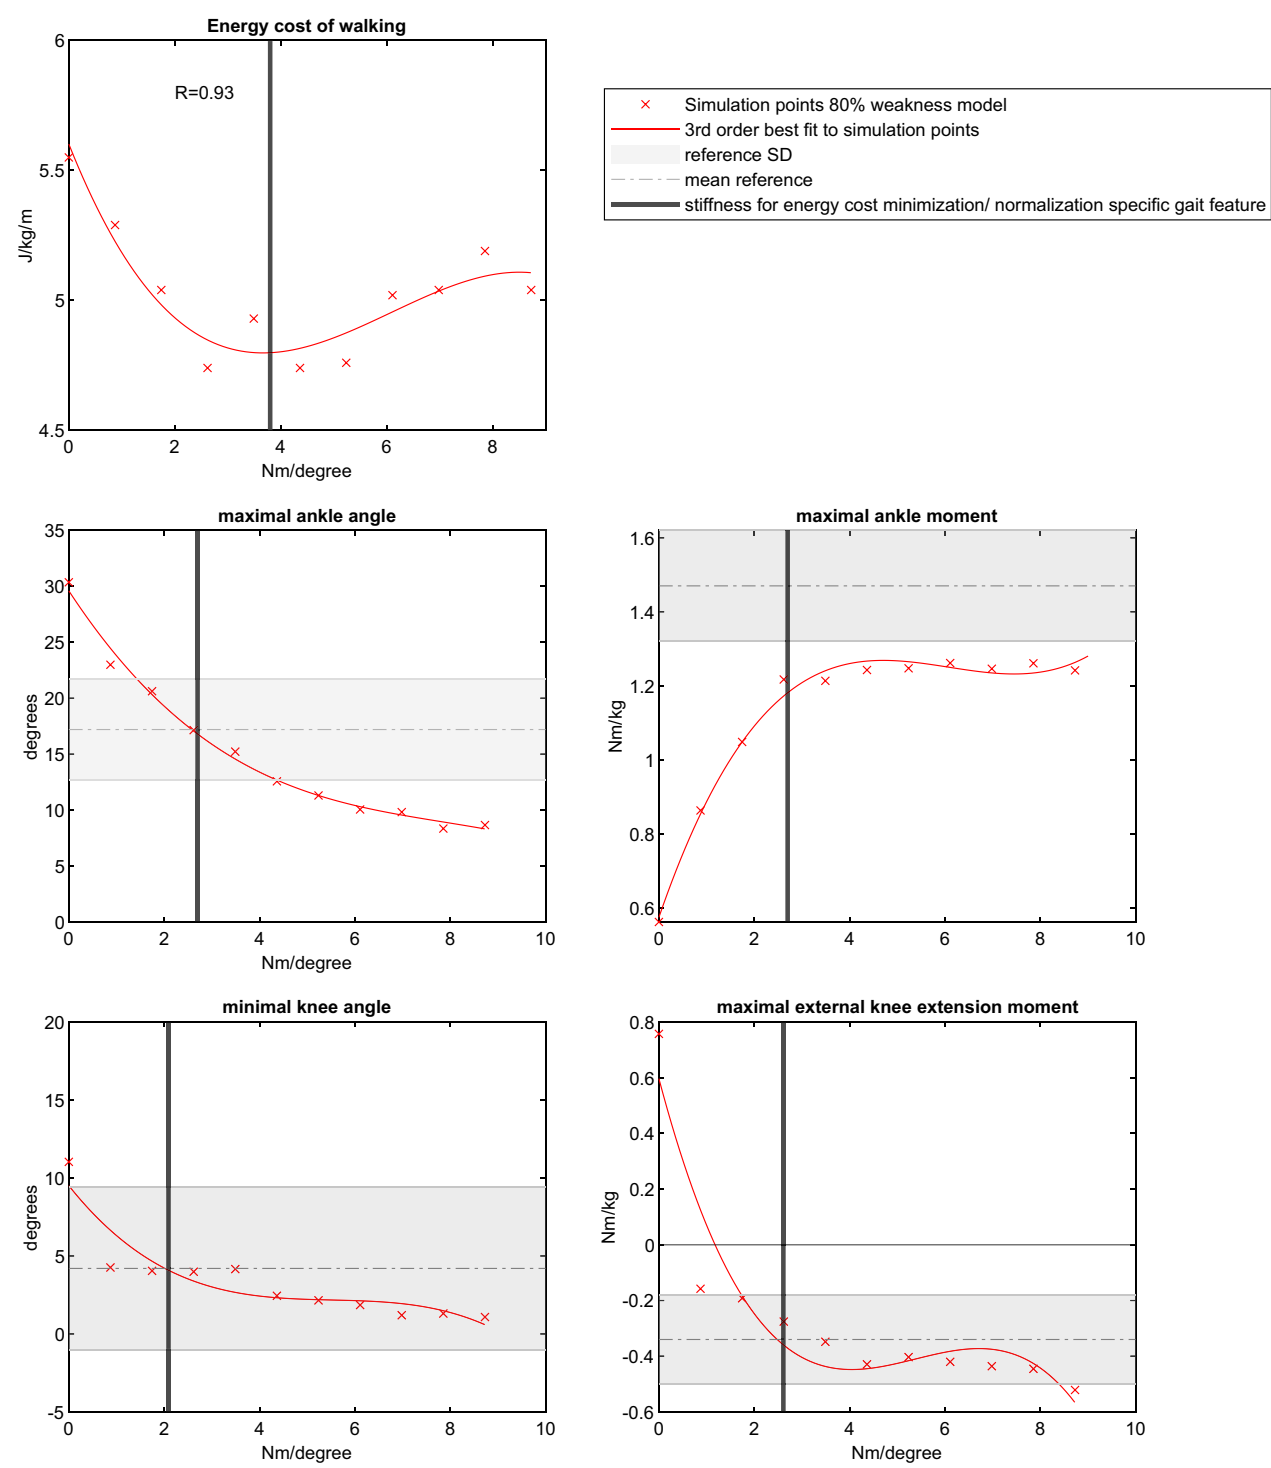 Energy cost of walking
6
5.5
5
4.5
J/kg/m
R=0.93
0 2 4 6 8
Nm/degree
Simulation points 80% weakness model
3rd order best fit to simulation points
reference SD
mean reference
stiffness for energy cost minimization/ normalization specific gait feature
maximal ankle angle
35
30
25
20
15
10
5
0
degrees
0 2 4 6 8 10
Nm/degree
maximal ankle moment
1.6
1.4
1.2
1
0.8
0.6
Nm/kg
0 2 4 6 8 10
minimal knee angle
20
15
10
5
0
-5
degrees
0 2 4 6 8 10
Nm/degree
maximal external knee extension moment
0.8
0.6
0.4
0.2
0
-0.2
-0.4
-0.6
Nm/kg
0 2 4 6 8 10
Nm/degree